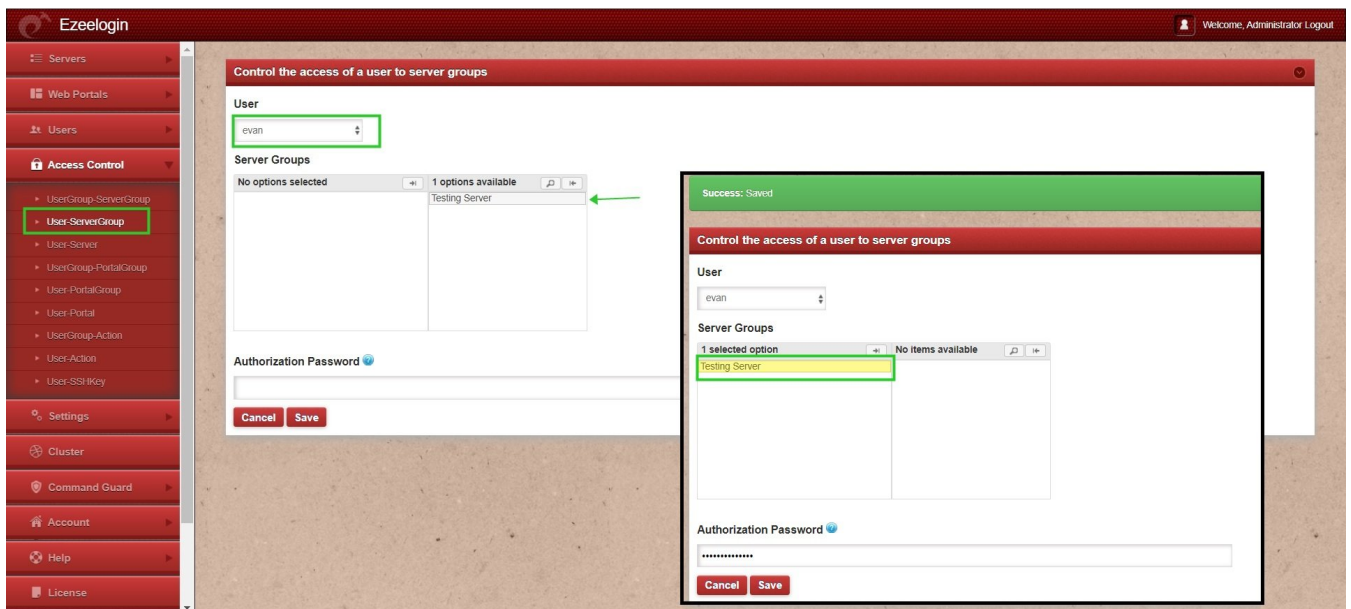 Ezeelogin
Welcome, Administrator Logout
Servers
Web Portals
Users
Access Control
UserGroup-ServerGroup
User-ServerGroup
User-Server
UserGroup-PortalGroup
User-PortalGroup
User-Portal
UserGroup-Action
User-Action
User-SSHKey
Settings
Cluster
Command Guard
Account
Help
License
Control the access of a user to server groups
User
evan
Server Groups
No options selected
1 options available
Testing Server
Authorization Password
Cancel
Save
Success: Saved
Control the access of a user to server groups
User
evan
Server Groups
1 selected option
No items available
Testing Server
Authorization Password
••••••••••••••
Cancel
Save